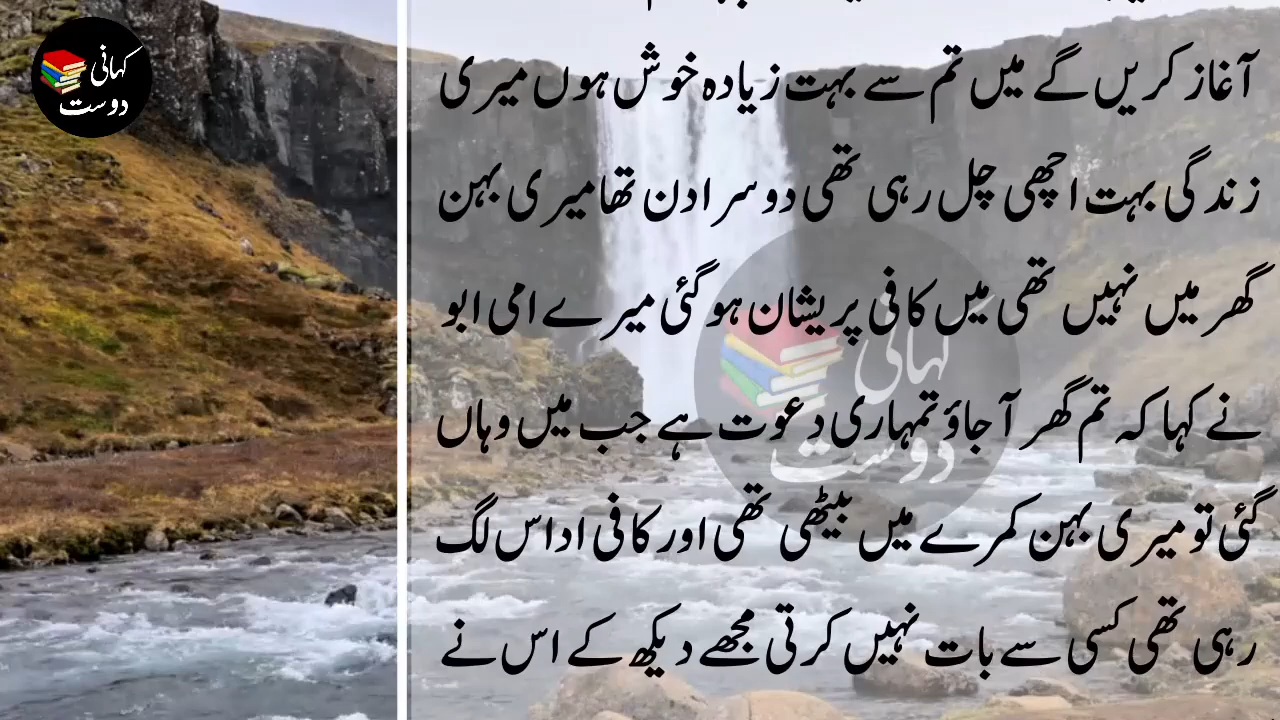 کہانی
دوست
آغاز کریں گے میں تم سے بہت زیادہ خوش ہوں میری
زندگی بہت اچھی چل رہی تھی دوسرا دن تھا میری بہن
گھر میں نہیں تھی میں کافی پریشان ہو گئی میرے امی ابو
نے کہا کہ تم گھر آ جاؤ تمہاری دعوت ہے جب میں وہاں
گئی تو میری بہن کمرے میں بیٹھی تھی اور کافی اداس لگ
رہی تھی کسی سے بات نہیں کرتی مجھے دیکھ کے اس نے
کہانی
دوست